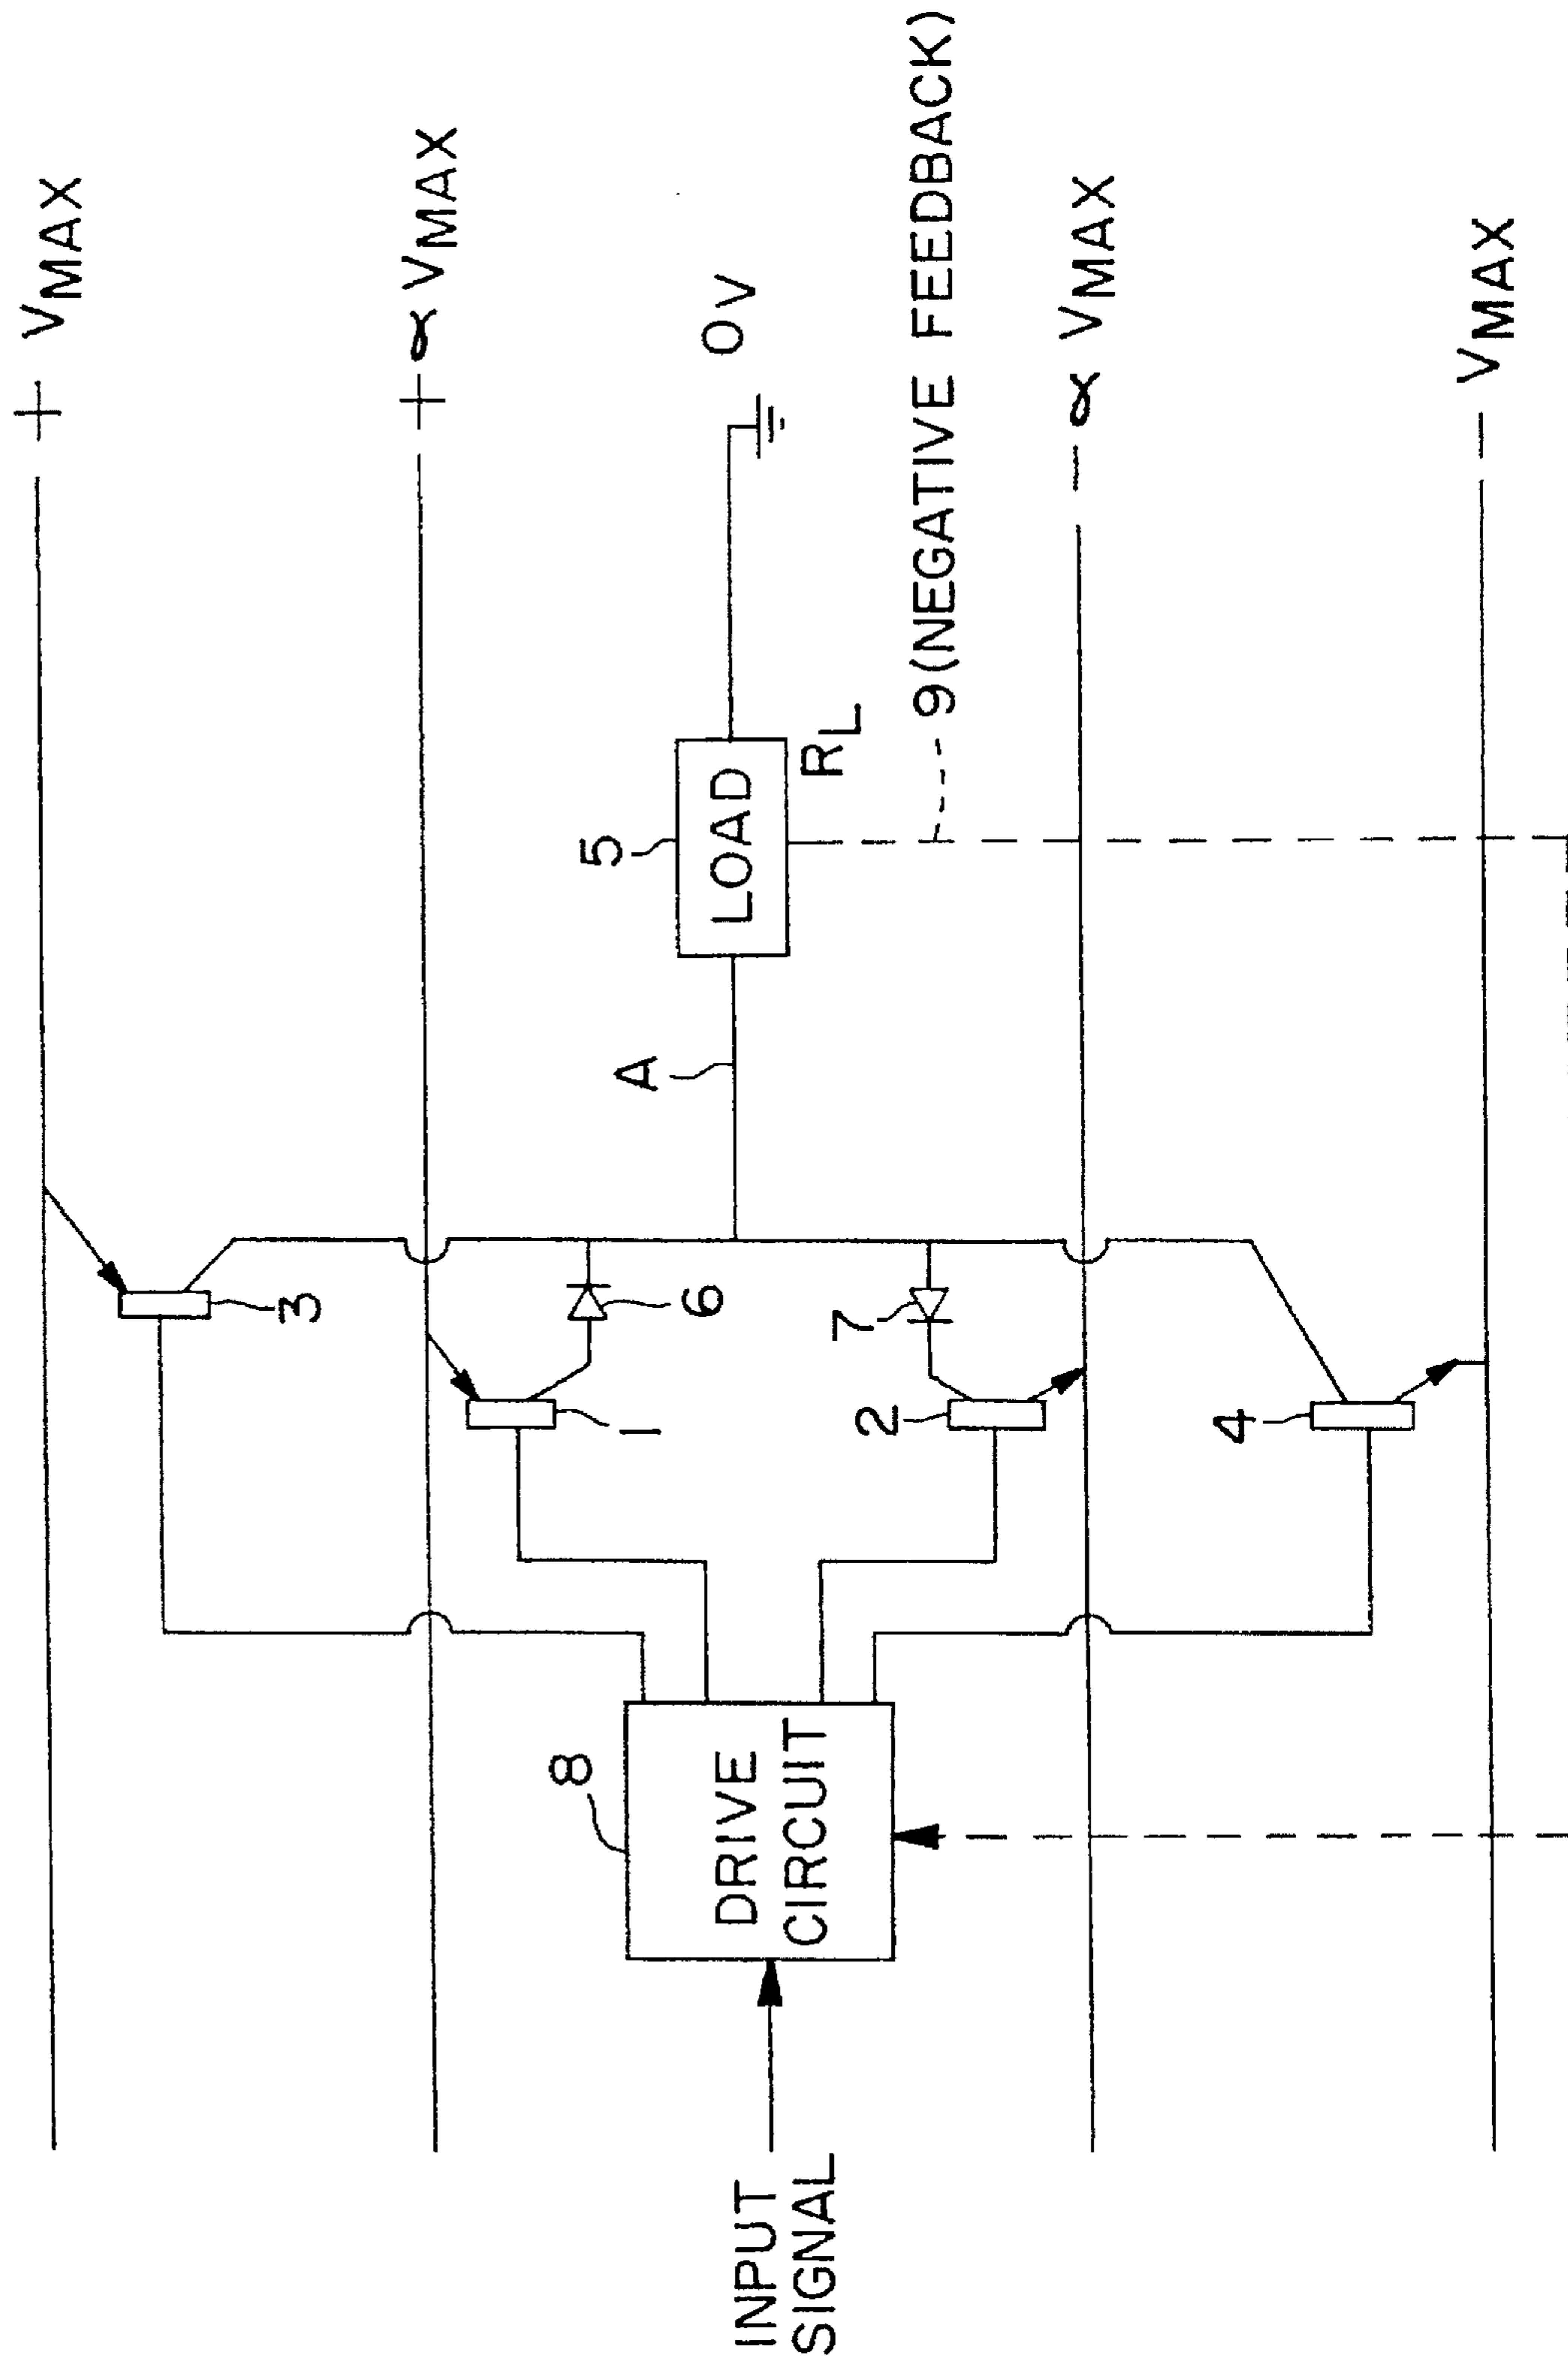 + VMAX
+ α VMAX
3
1
6
A
5
LOAD
RL
0V
8
DRIVE
CIRCUIT
INPUT
SIGNAL
7
2
9(NEGATIVE FEEDBACK)
- α VMAX
4
- VMAX